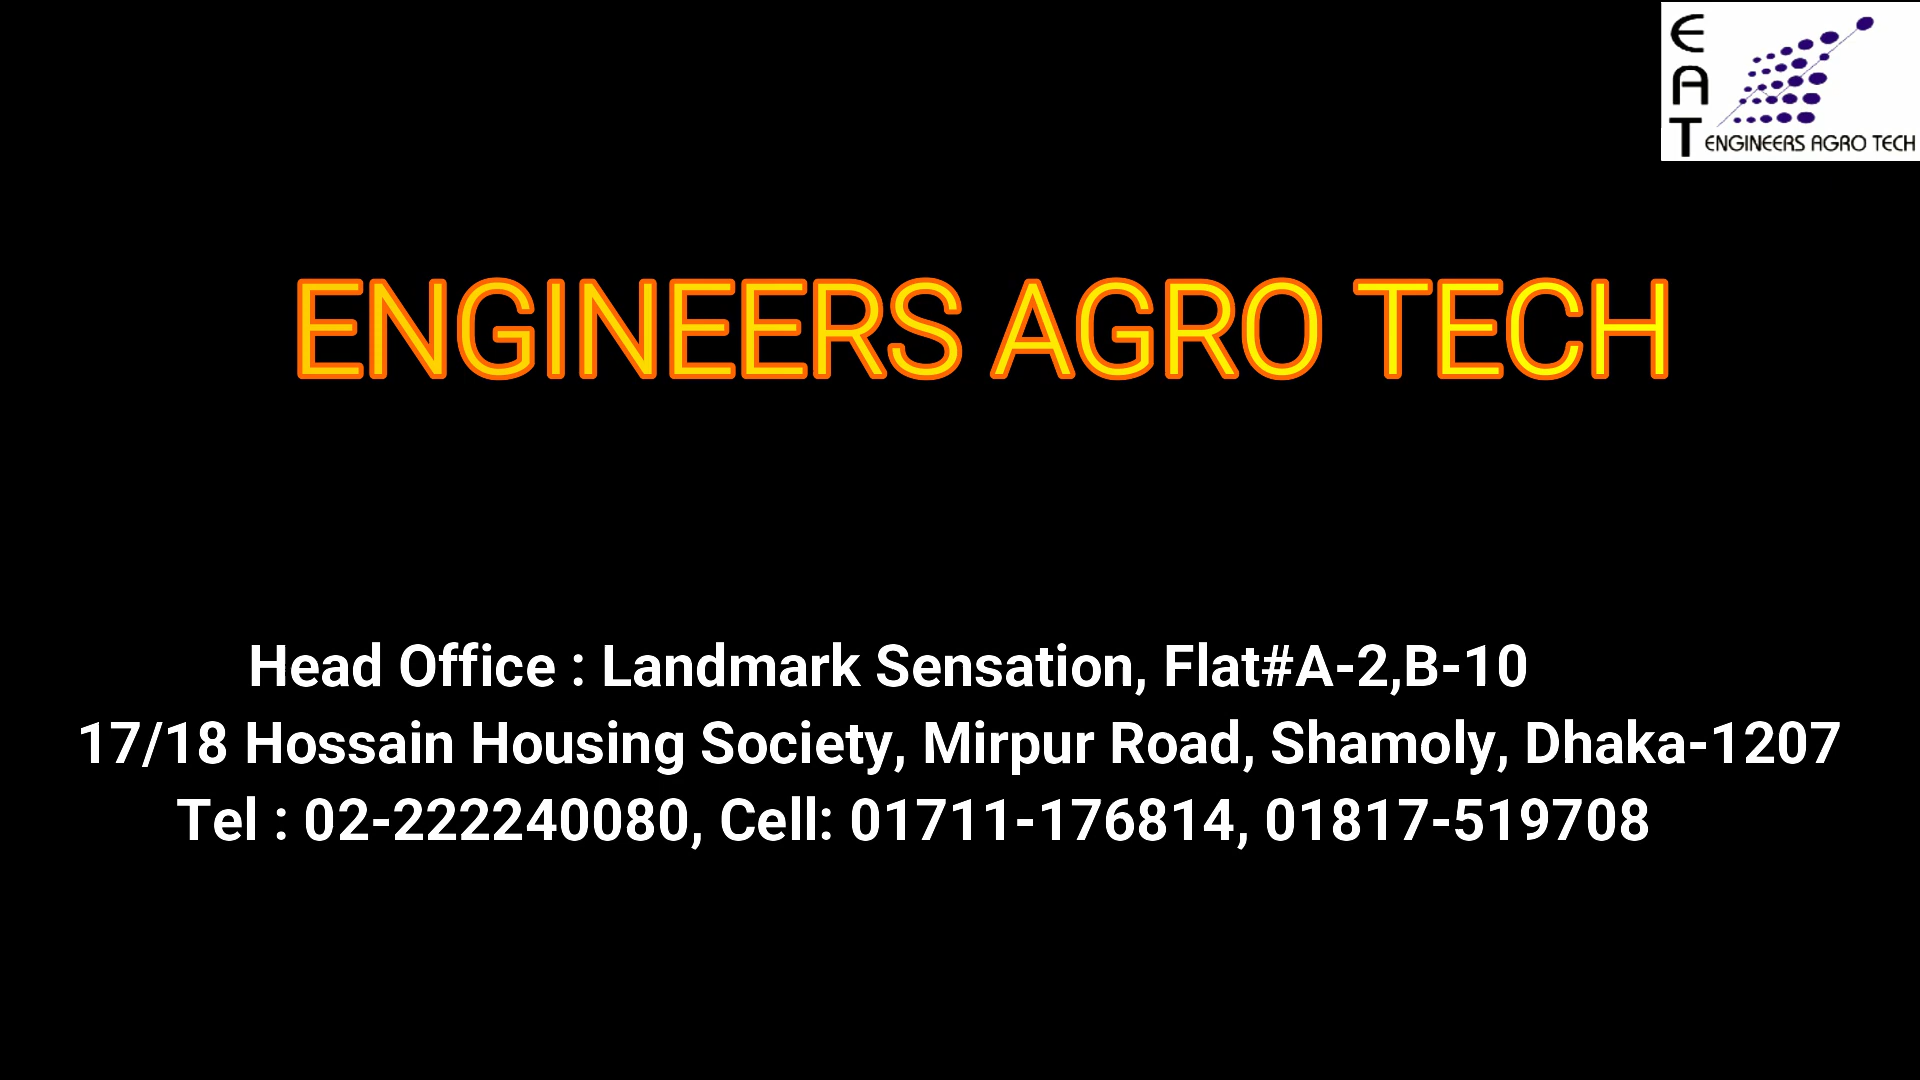 E
A
T
ENGINEERS AGRO TECH
ENGINEERS AGRO TECH
Head Office : Landmark Sensation, Flat#A-2,B-10
17/18 Hossain Housing Society, Mirpur Road, Shamoly, Dhaka-1207
Tel : 02-222240080, Cell: 01711-176814, 01817-519708